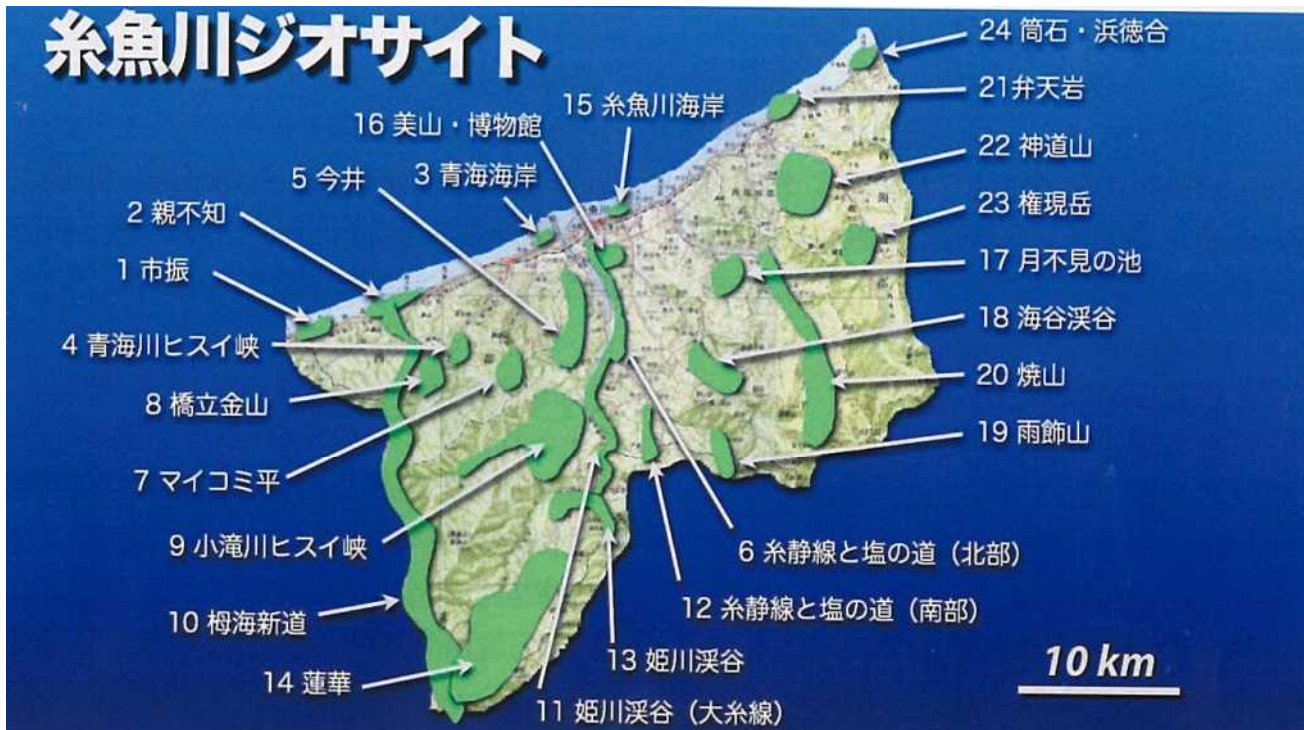 糸魚川ジオサイト
24 筒石・浜徳合
21弁天岩
15 糸魚川海岸
16 美山・博物館
22 神道山
5 今井
3 青海海岸
23 権現岳
2 親不知
17 月不見の池
1 市振
18 海谷渓谷
4 青海川ヒスイ峡
20 焼山
8 橋立金山
19 雨飾山
7 マイコミ平
9 小滝川ヒスイ峡
6 糸静線と塩の道（北部）
12 糸静線と塩の道（南部）
10 栂海新道
13 姫川渓谷
10 km
14 蓮華
11 姫川渓谷（大糸線）